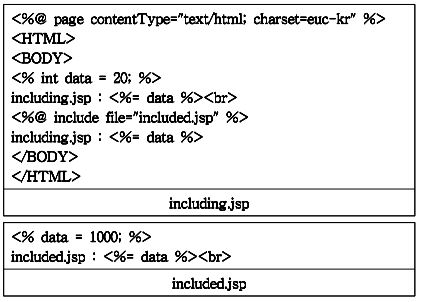 <%@ page contentType="text/html; charset=euc-kr" %>
<HTML>
<BODY>
<% int data = 20; %>
including.jsp : <%= data %><br>
<%@ include file="included.jsp" %>
including.jsp : <%= data %>
</BODY>
</HTML>
including.jsp
<% data = 1000; %>
included.jsp : <%= data %><br>
included.jsp